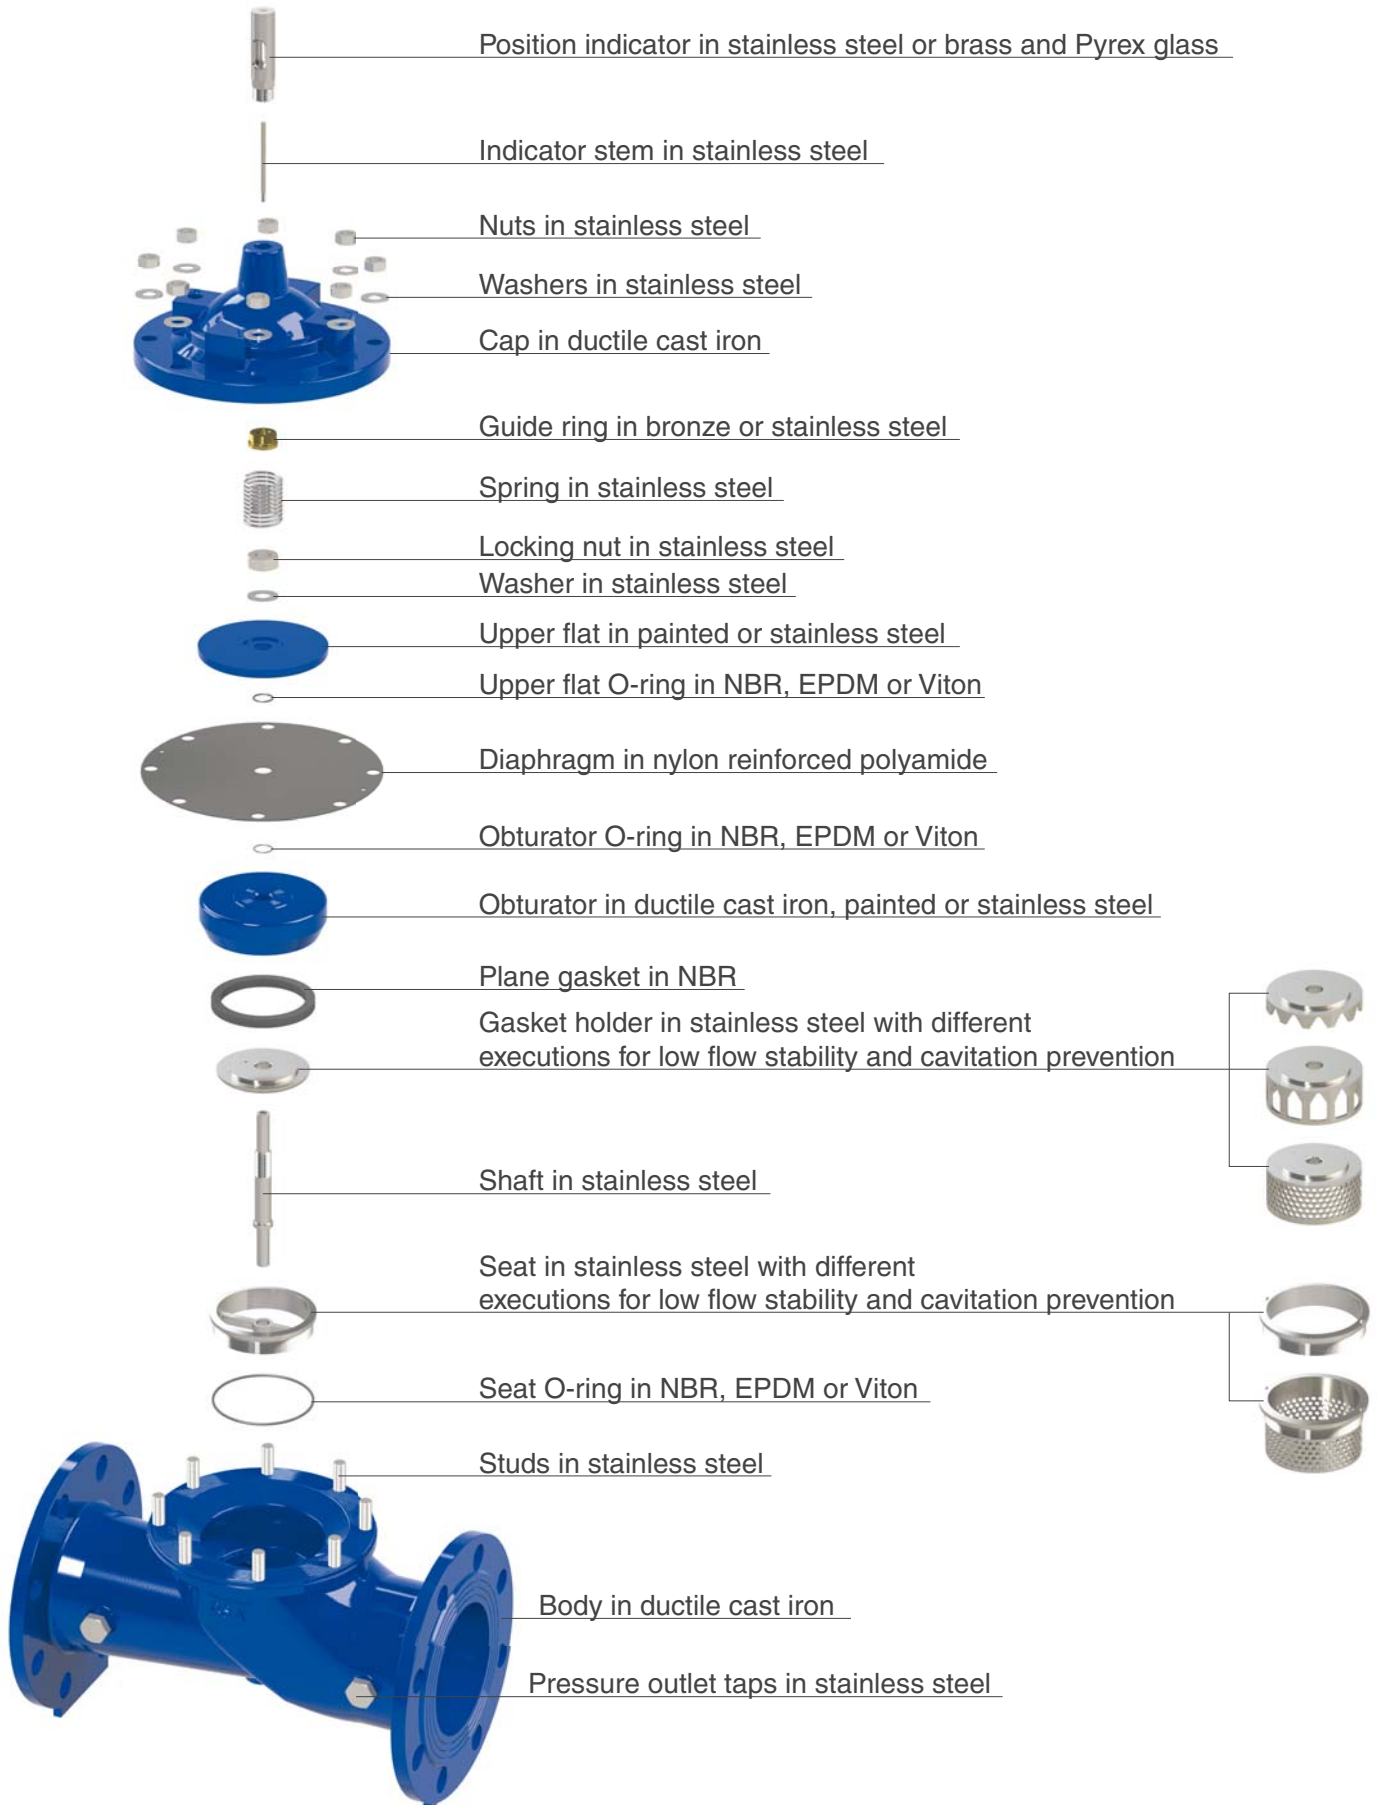 Position indicator in stainless steel or brass and Pyrex glass
Indicator stem in stainless steel
Nuts in stainless steel
Washers in stainless steel
Cap in ductile cast iron
Guide ring in bronze or stainless steel
Spring in stainless steel
Locking nut in stainless steel
Washer in stainless steel
Upper flat in painted or stainless steel
Upper flat O-ring in NBR, EPDM or Viton
Diaphragm in nylon reinforced polyamide
Obturator O-ring in NBR, EPDM or Viton
Obturator in ductile cast iron, painted or stainless steel
Plane gasket in NBR
Gasket holder in stainless steel with different
executions for low flow stability and cavitation prevention
Shaft in stainless steel
Seat in stainless steel with different
executions for low flow stability and cavitation prevention
Seat O-ring in NBR, EPDM or Viton
Studs in stainless steel
Body in ductile cast iron
Pressure outlet taps in stainless steel